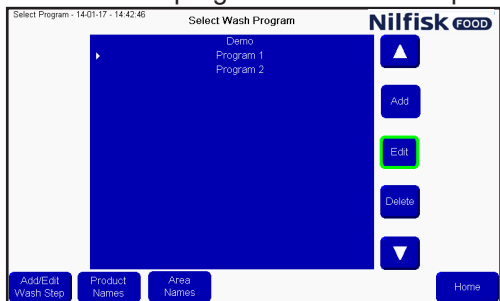 Select Program - 14-01-17 - 14:42:46
Select Wash Program
Nilfisk FOOD
Demo
Program 1
Program 2
Add
Edit
Delete
Add/Edit
Wash Step
Product
Names
Area
Names
Home